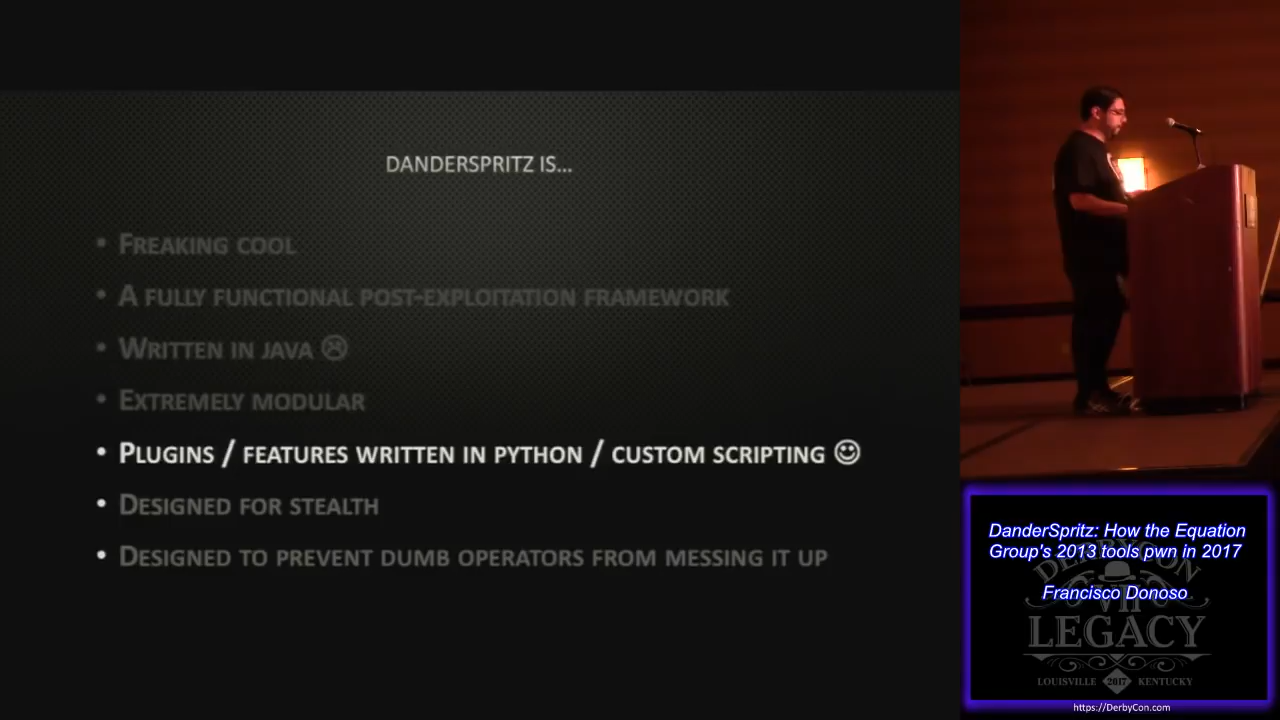 DANDERSPRITZ IS...
• FREAKING COOL
• A FULLY FUNCTIONAL POST-EXPLOITATION FRAMEWORK
• WRITTEN IN JAVA ☹
• EXTREMELY MODULAR
• PLUGINS / FEATURES WRITTEN IN PYTHON / CUSTOM SCRIPTING ☺
• DESIGNED FOR STEALTH
• DESIGNED TO PREVENT DUMB OPERATORS FROM MESSING IT UP
DanderSpritz: How the Equation
Group's 2013 tools pwn in 2017
Francisco Donoso
DERBYCON
VII
LEGACY
LOUISVILLE 2017 KENTUCKY
https://DerbyCon.com